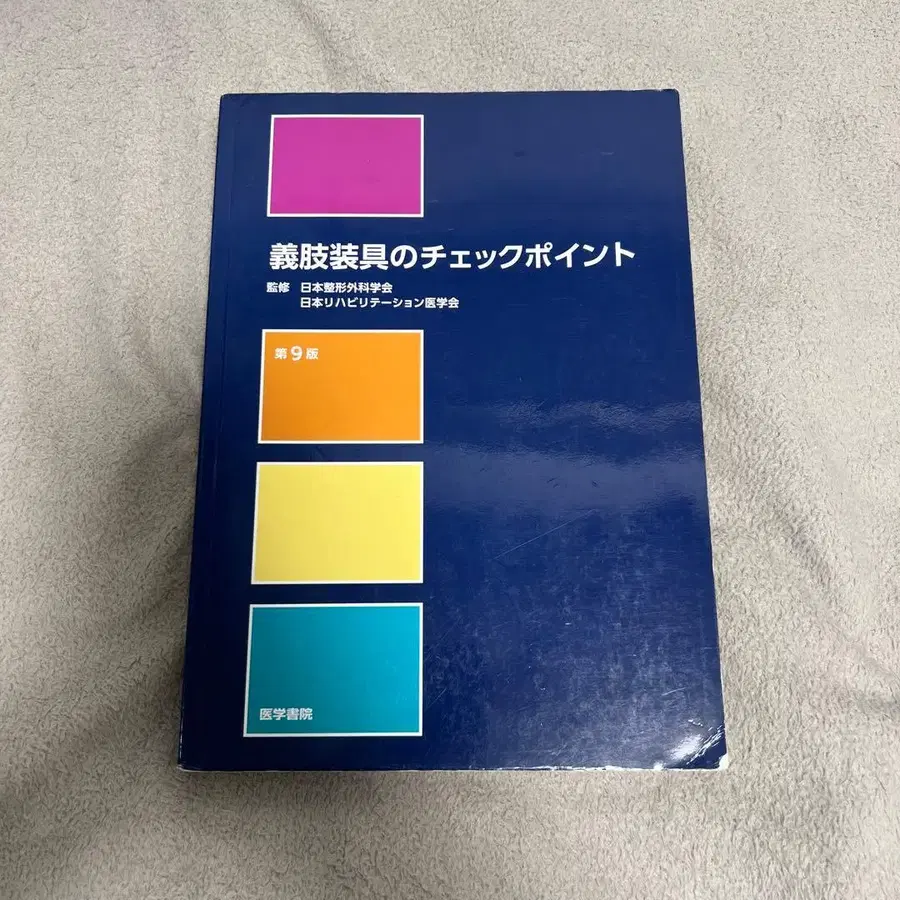 義肢装具のチェックポイント
監修 日本整形外科学会
日本リハビリテーション医学会
第9版
医学書院